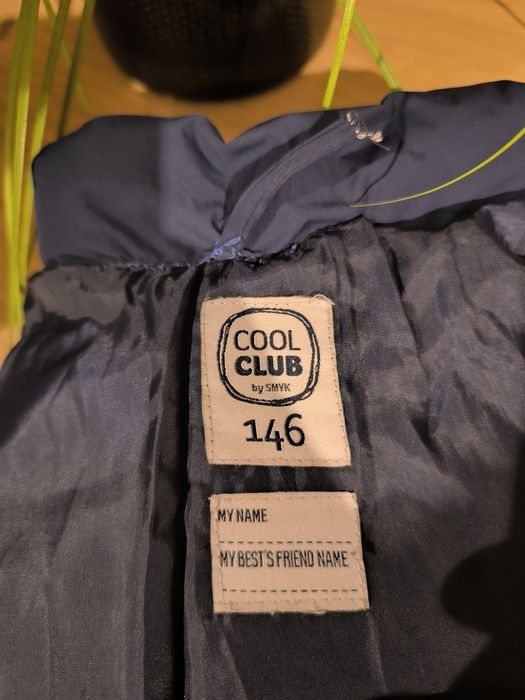 COOL
CLUB
by SMYK
146
MY NAME
MY BEST'S FRIEND NAME